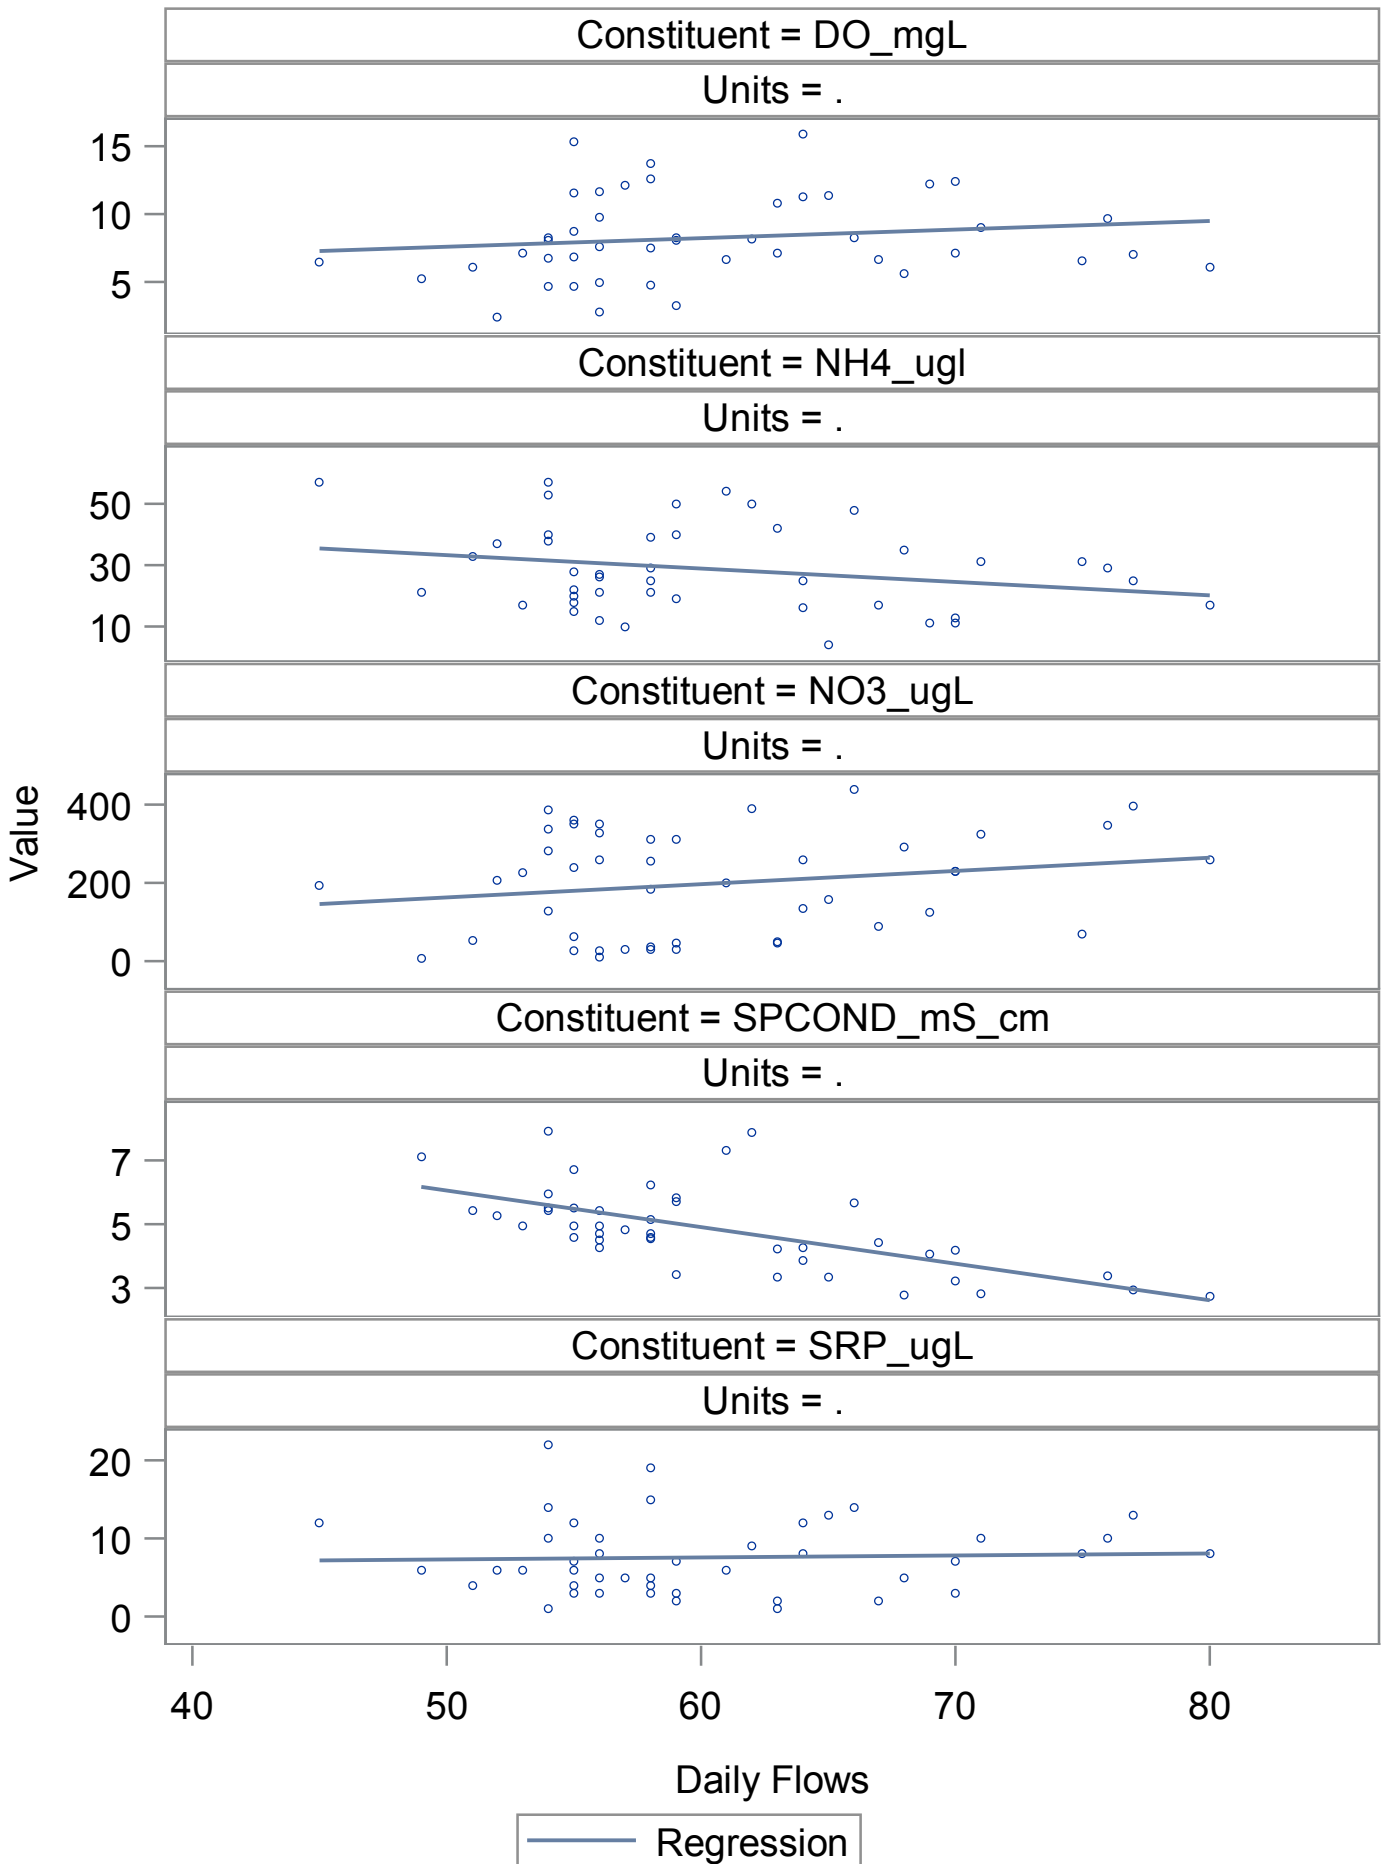 Constituent = DO_mgL
Units = .
15
10
5
Constituent = NH4_ugl
Units = .
50
30
10
Constituent = NO3_ugL
Units = .
Value
400
200
0
Constituent = SPCOND_mS_cm
Units = .
7
5
3
Constituent = SRP_ugL
Units = .
20
10
0
40 50 60 70 80
Daily Flows
Regression